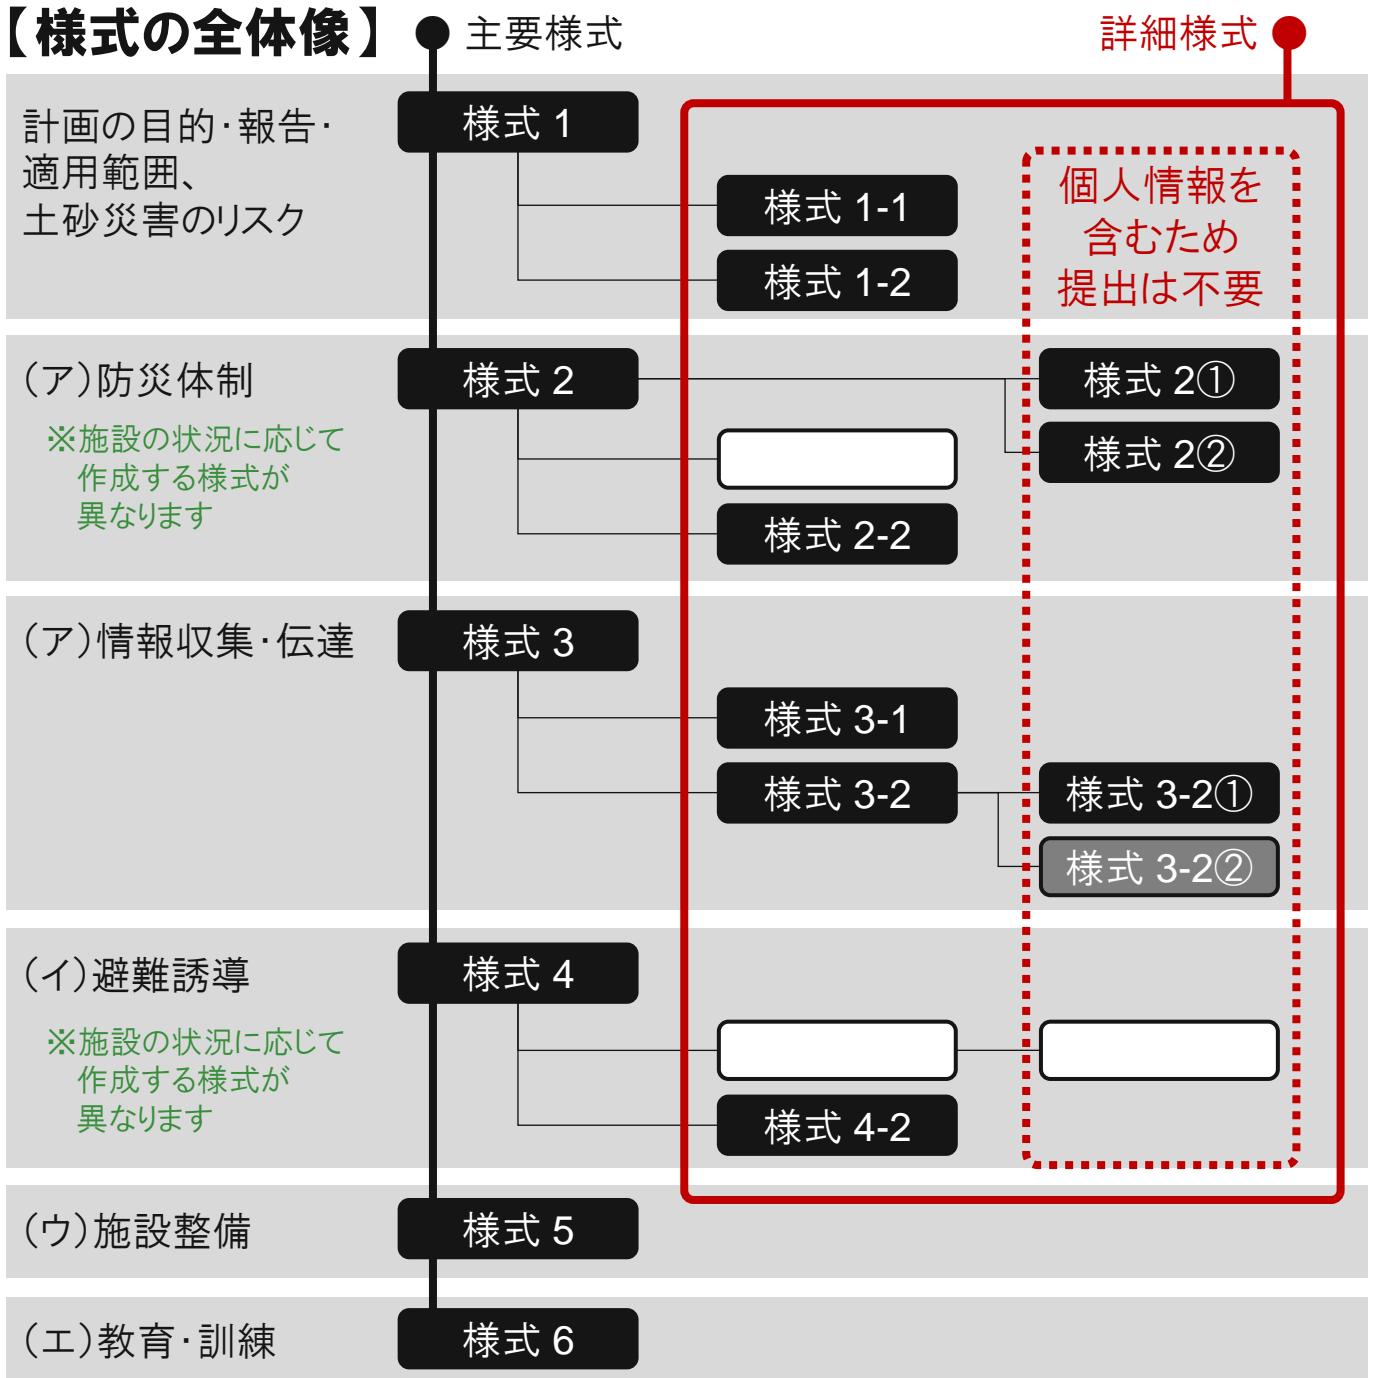 【様式の全体像】
主要様式
詳細様式
計画の目的・報告・
適用範囲、
土砂災害のリスク
様式 1
様式 1-1
様式 1-2
個人情報を
含むため
提出は不要
(ア)防災体制
※施設の状況に応じて
作成する様式が
異なります
様式 2
様式 2①
様式 2②
様式 2-2
(ア)情報収集・伝達
様式 3
様式 3-1
様式 3-2
様式 3-2①
様式 3-2②
(イ)避難誘導
※施設の状況に応じて
作成する様式が
異なります
様式 4
様式 4-2
(ウ)施設整備
様式 5
(エ)教育・訓練
様式 6